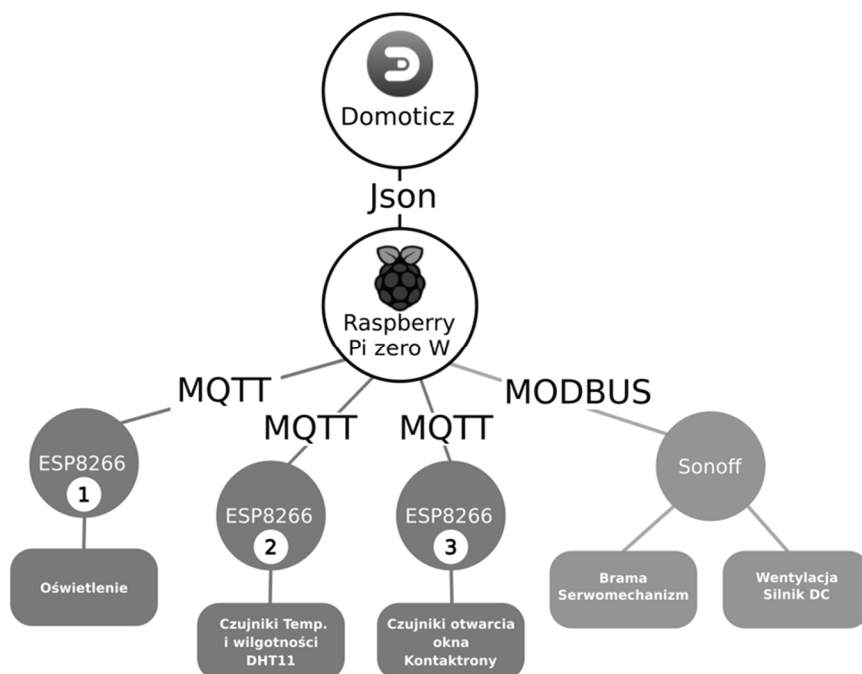 Domoticz
Json
Raspberry
Pi zero W
MQTT
MQTT
MQTT
MODBUS
ESP8266
1
ESP8266
2
ESP8266
3
Sonoff
Oświetlenie
Czujniki Temp.
i wilgotności
DHT11
Czujniki otwarcia
okna
Kontaktrony
Brama
Serwomechanizm
Wentylacja
Silnik DC